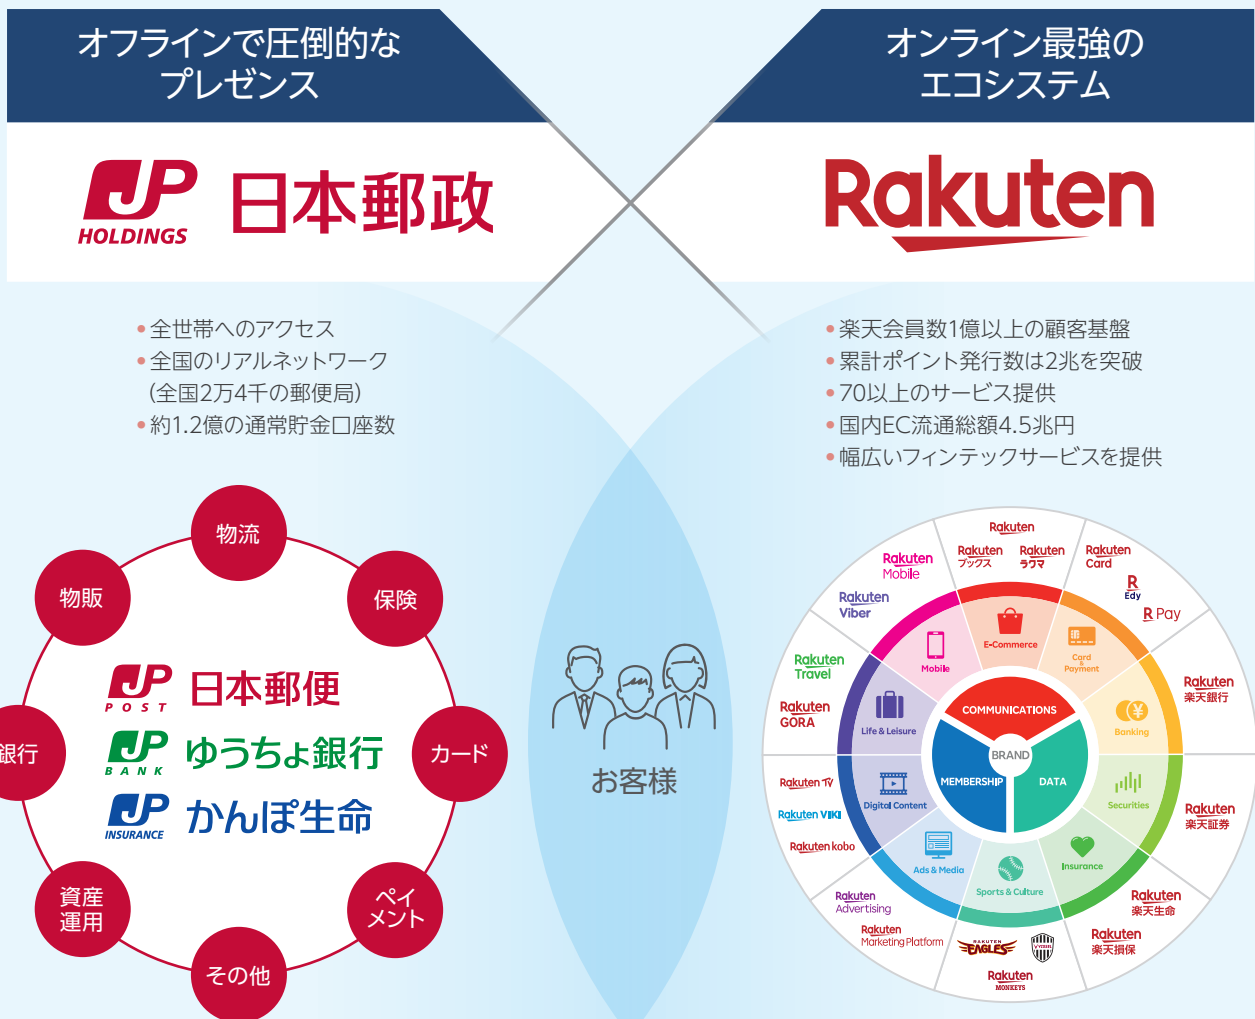 オフラインで圧倒的な
プレゼンス
JP
HOLDINGS
日本郵政
• 全世帯へのアクセス
• 全国のリアルネットワーク
(全国2万4千の郵便局)
• 約1.2億の通常貯金口座数
物流
保険
カード
ペイ
メント
その他
資産
運用
銀行
物販
JP
POST
日本郵便
JP
BANK
ゆうちょ銀行
JP
INSURANCE
かんぽ生命
お客様
オンライン最強の
エコシステム
Rakuten
• 楽天会員数1億以上の顧客基盤
• 累計ポイント発行数は2兆を突破
• 70以上のサービス提供
• 国内EC流通総額4.5兆円
• 幅広いフィンテックサービスを提供
Rakuten
Rakuten
ブックス
Rakuten
ラクマ
Rakuten
Card
R
Edy
R Pay
Rakuten
楽天銀行
Rakuten
楽天証券
Rakuten
楽天生命
Rakuten
楽天損保
RAKUTEN
EAGLES
VISSEL
Rakuten
MONKEYS
Rakuten
Marketing Platform
Rakuten
Advertising
Rakuten kobo
Rakuten VIKI
Rakuten TV
Rakuten
GORA
Rakuten
Travel
Rakuten
Viber
Rakuten
Mobile
E-Commerce
Card
&
Payment
Banking
Securities
Insurance
Sports & Culture
Ads & Media
Digital Content
Life & Leisure
Mobile
COMMUNICATIONS
BRAND
MEMBERSHIP
DATA